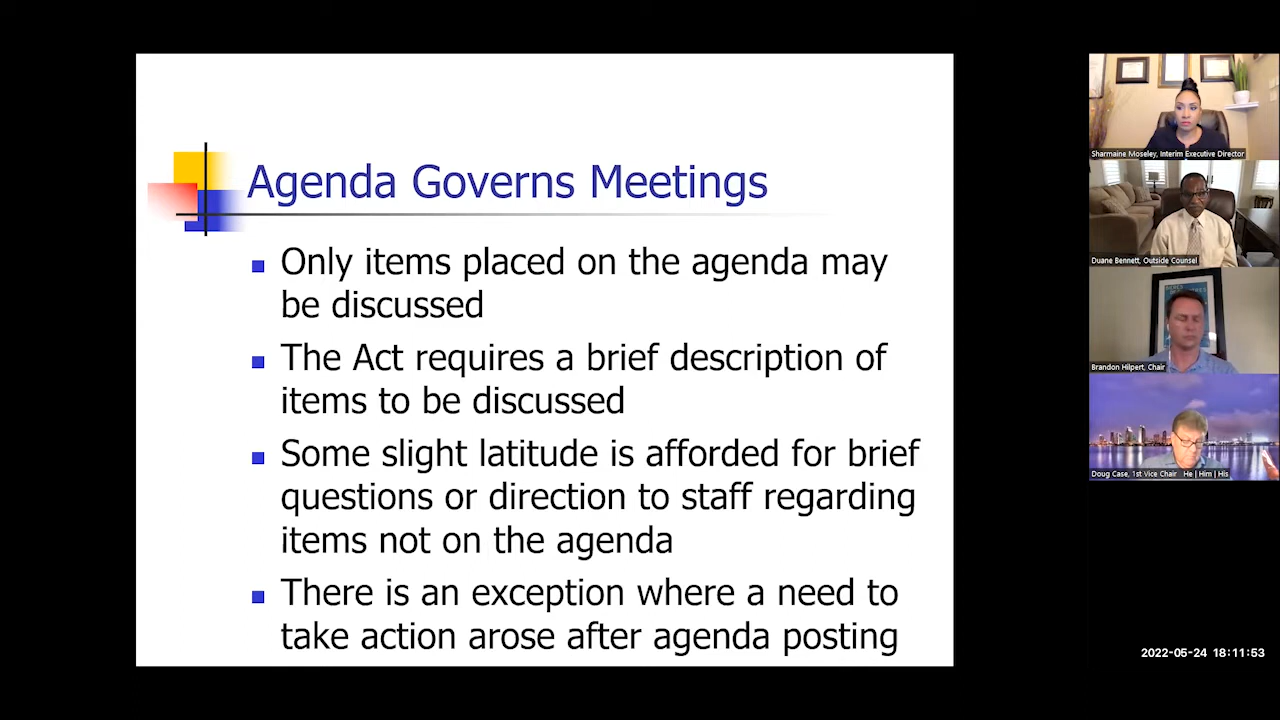 Agenda Governs Meetings
Only items placed on the agenda may
be discussed
The Act requires a brief description of
items to be discussed
Some slight latitude is afforded for brief
questions or direction to staff regarding
items not on the agenda
There is an exception where a need to
take action arose after agenda posting
Sharmaine Moseley, Interim Executive Director
Duane Bennett, Outside Counsel
Brandon Hilpert, Chair
Doug Case, 1st Vice Chair He | Him | His
2022-05-24 18:11:53